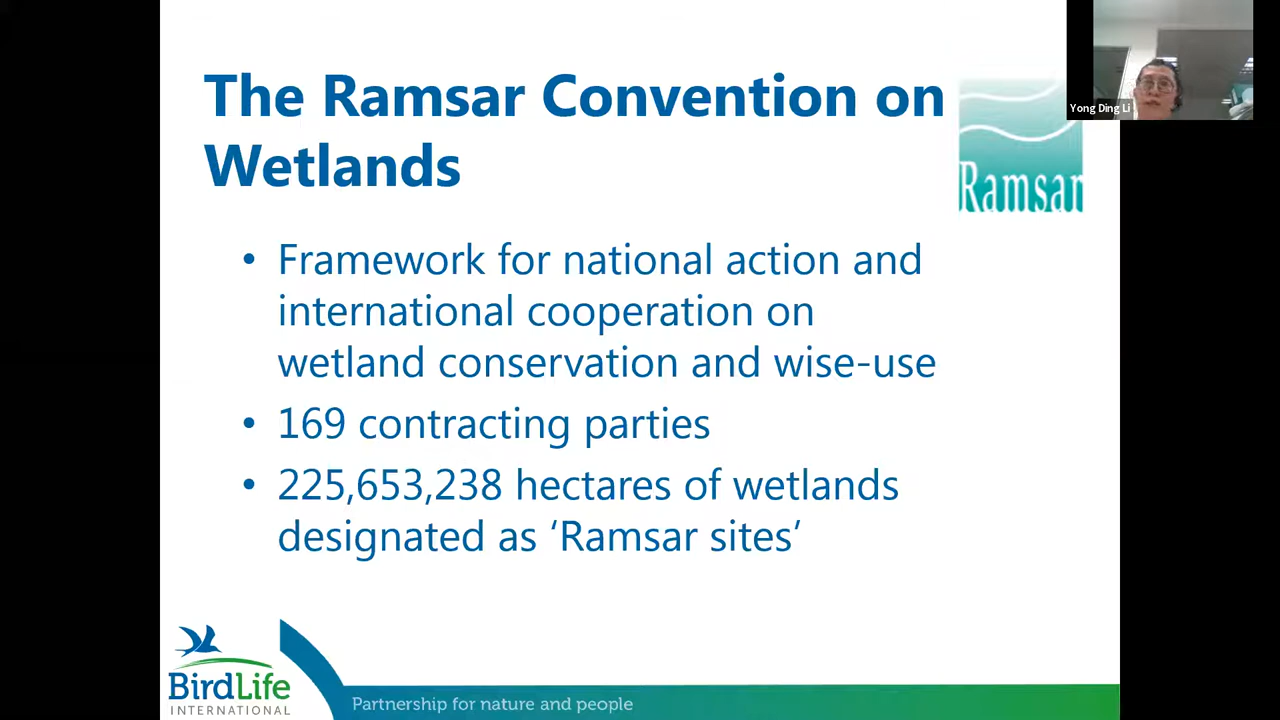 The Ramsar Convention on
Wetlands
Ramsar
Yong Ding Li
• Framework for national action and
international cooperation on
wetland conservation and wise-use
• 169 contracting parties
• 225,653,238 hectares of wetlands
designated as ‘Ramsar sites’
BirdLife
INTERNATIONAL
Partnership for nature and people